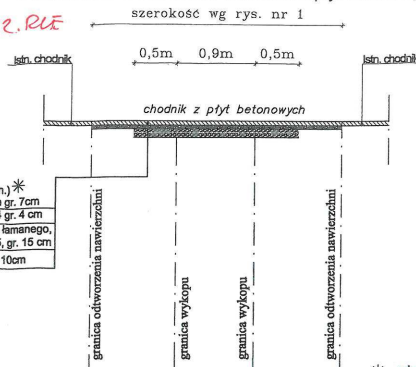 szerokość wg rys. nr 1
istn. chodnik
0,5m 0,9m 0,5m
istn. chodnik
chodnik z płyt betonowych
gr. 7cm
gr. 4 cm
łamanego,
gr. 15 cm
10cm
granica odtworzenia nawierzchni
granica wykopu
granica wykopu
granica odtworzenia nawierzchni